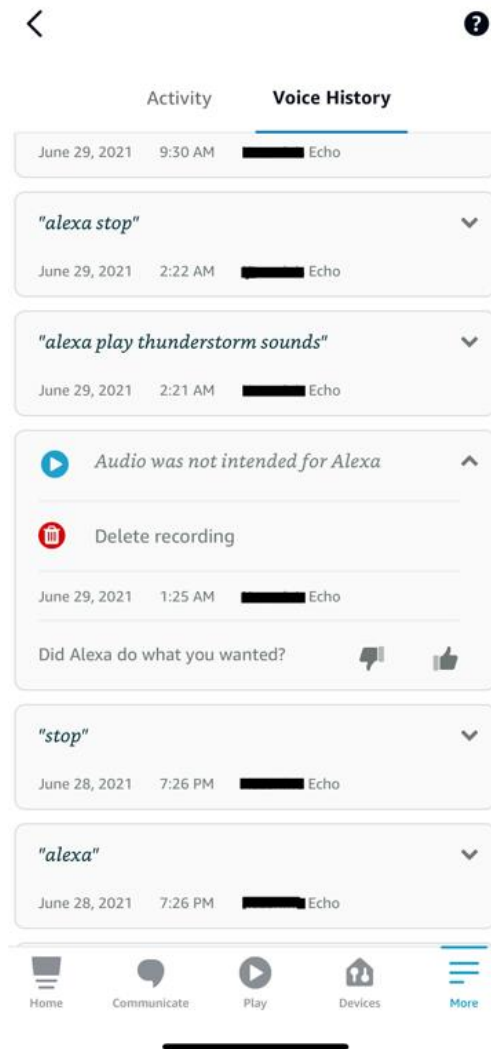 ?
Activity Voice History
June 29, 2021 9:30 AM Echo
"alexa stop"
June 29, 2021 2:22 AM Echo
"alexa play thunderstorm sounds"
June 29, 2021 2:21 AM Echo
Audio was not intended for Alexa
Delete recording
June 29, 2021 1:25 AM Echo
Did Alexa do what you wanted?
"stop"
June 28, 2021 7:26 PM Echo
"alexa"
June 28, 2021 7:26 PM Echo
Home Communicate Play Devices More